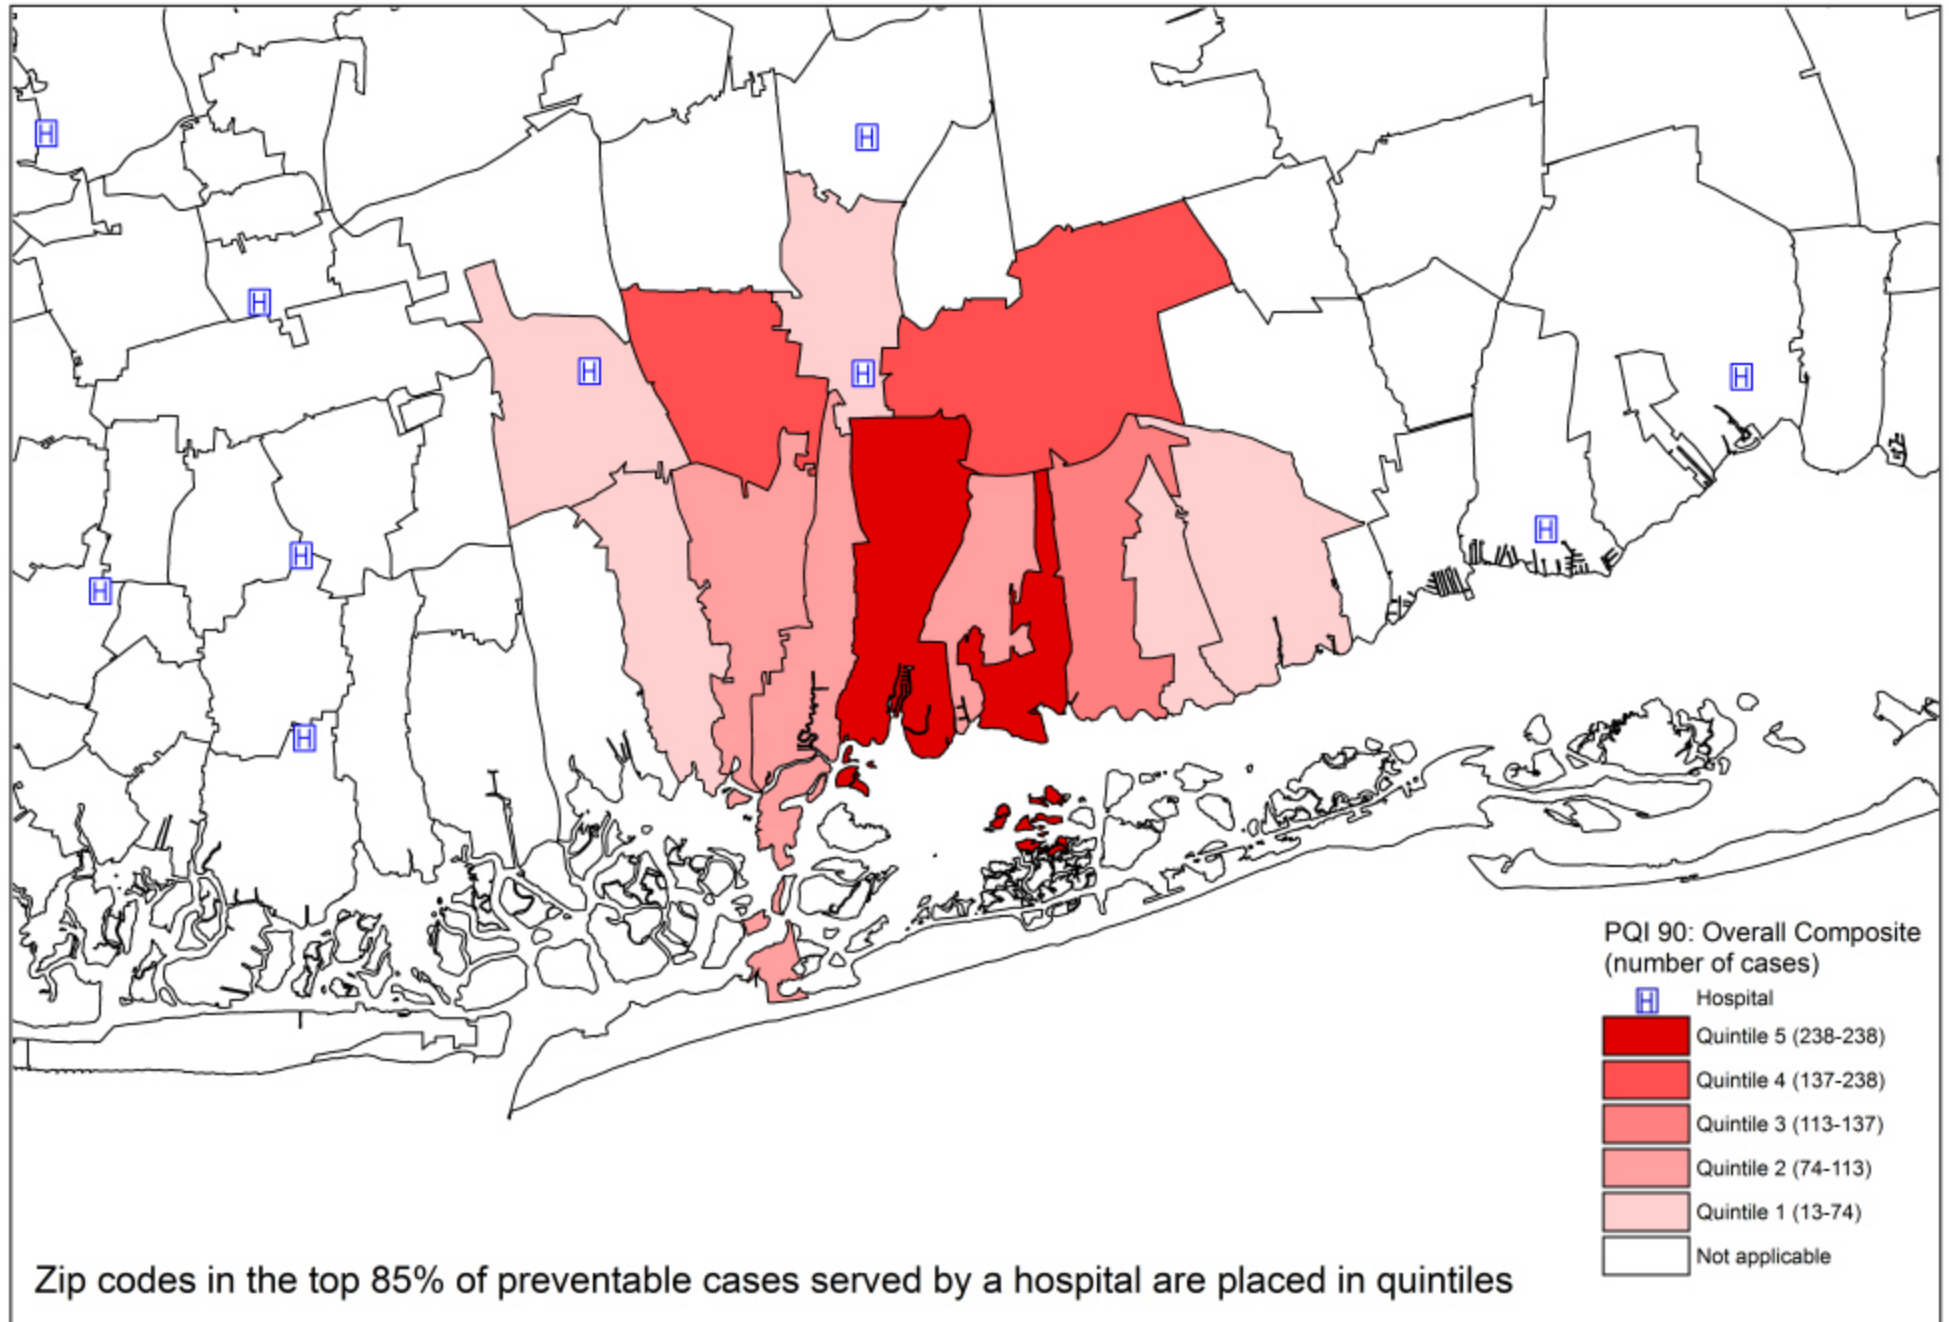 H
H
H
H
H
H
H
H
H
H
PQI 90: Overall Composite
(number of cases)
H Hospital
Quintile 5 (238-238)
Quintile 4 (137-238)
Quintile 3 (113-137)
Quintile 2 (74-113)
Quintile 1 (13-74)
Not applicable
Zip codes in the top 85% of preventable cases served by a hospital are placed in quintiles